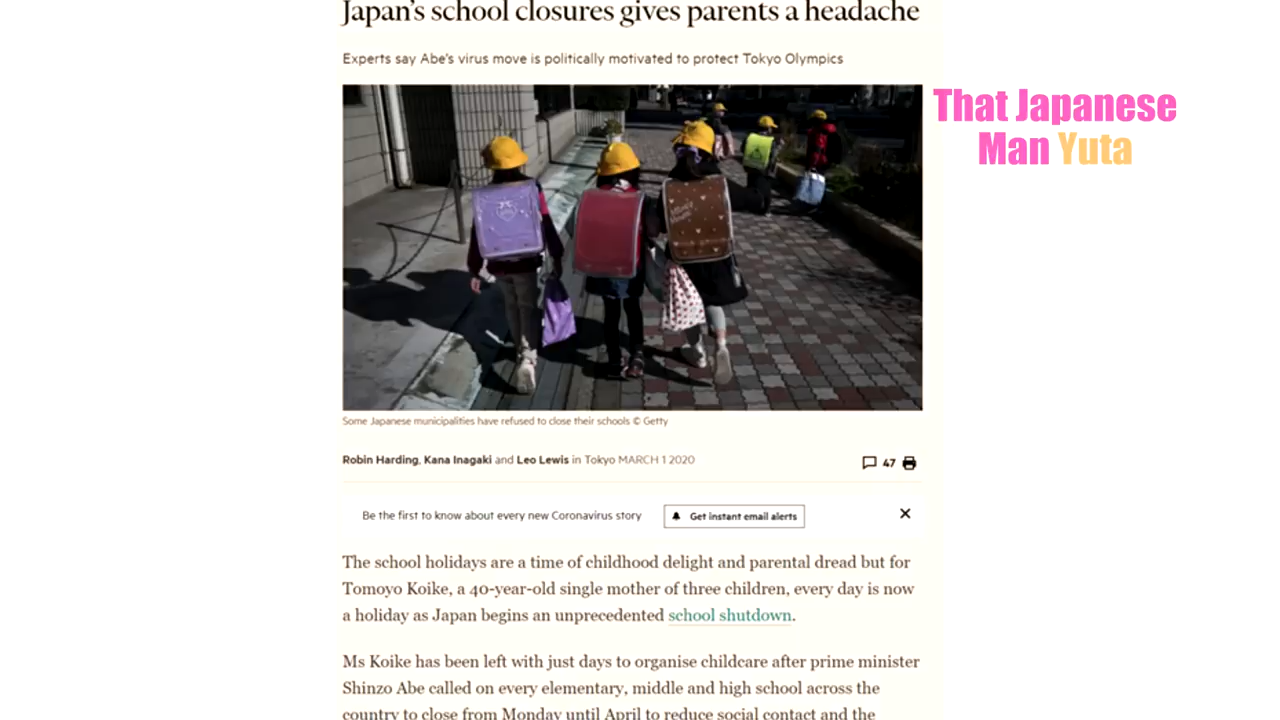 Japan's school closures gives parents a headache
Experts say Abe's virus move is politically motivated to protect Tokyo Olympics
That Japanese
Man Yuta
Some Japanese municipalities have refused to close their schools © Getty
Robin Harding, Kana Inagaki and Leo Lewis in Tokyo MARCH 1 2020
47
Be the first to know about every new Coronavirus story
Get instant email alerts
The school holidays are a time of childhood delight and parental dread but for
Tomoyo Koike, a 40-year-old single mother of three children, every day is now
a holiday as Japan begins an unprecedented school shutdown.
Ms Koike has been left with just days to organise childcare after prime minister
Shinzo Abe called on every elementary, middle and high school across the
country to close from Monday until April to reduce social contact and the